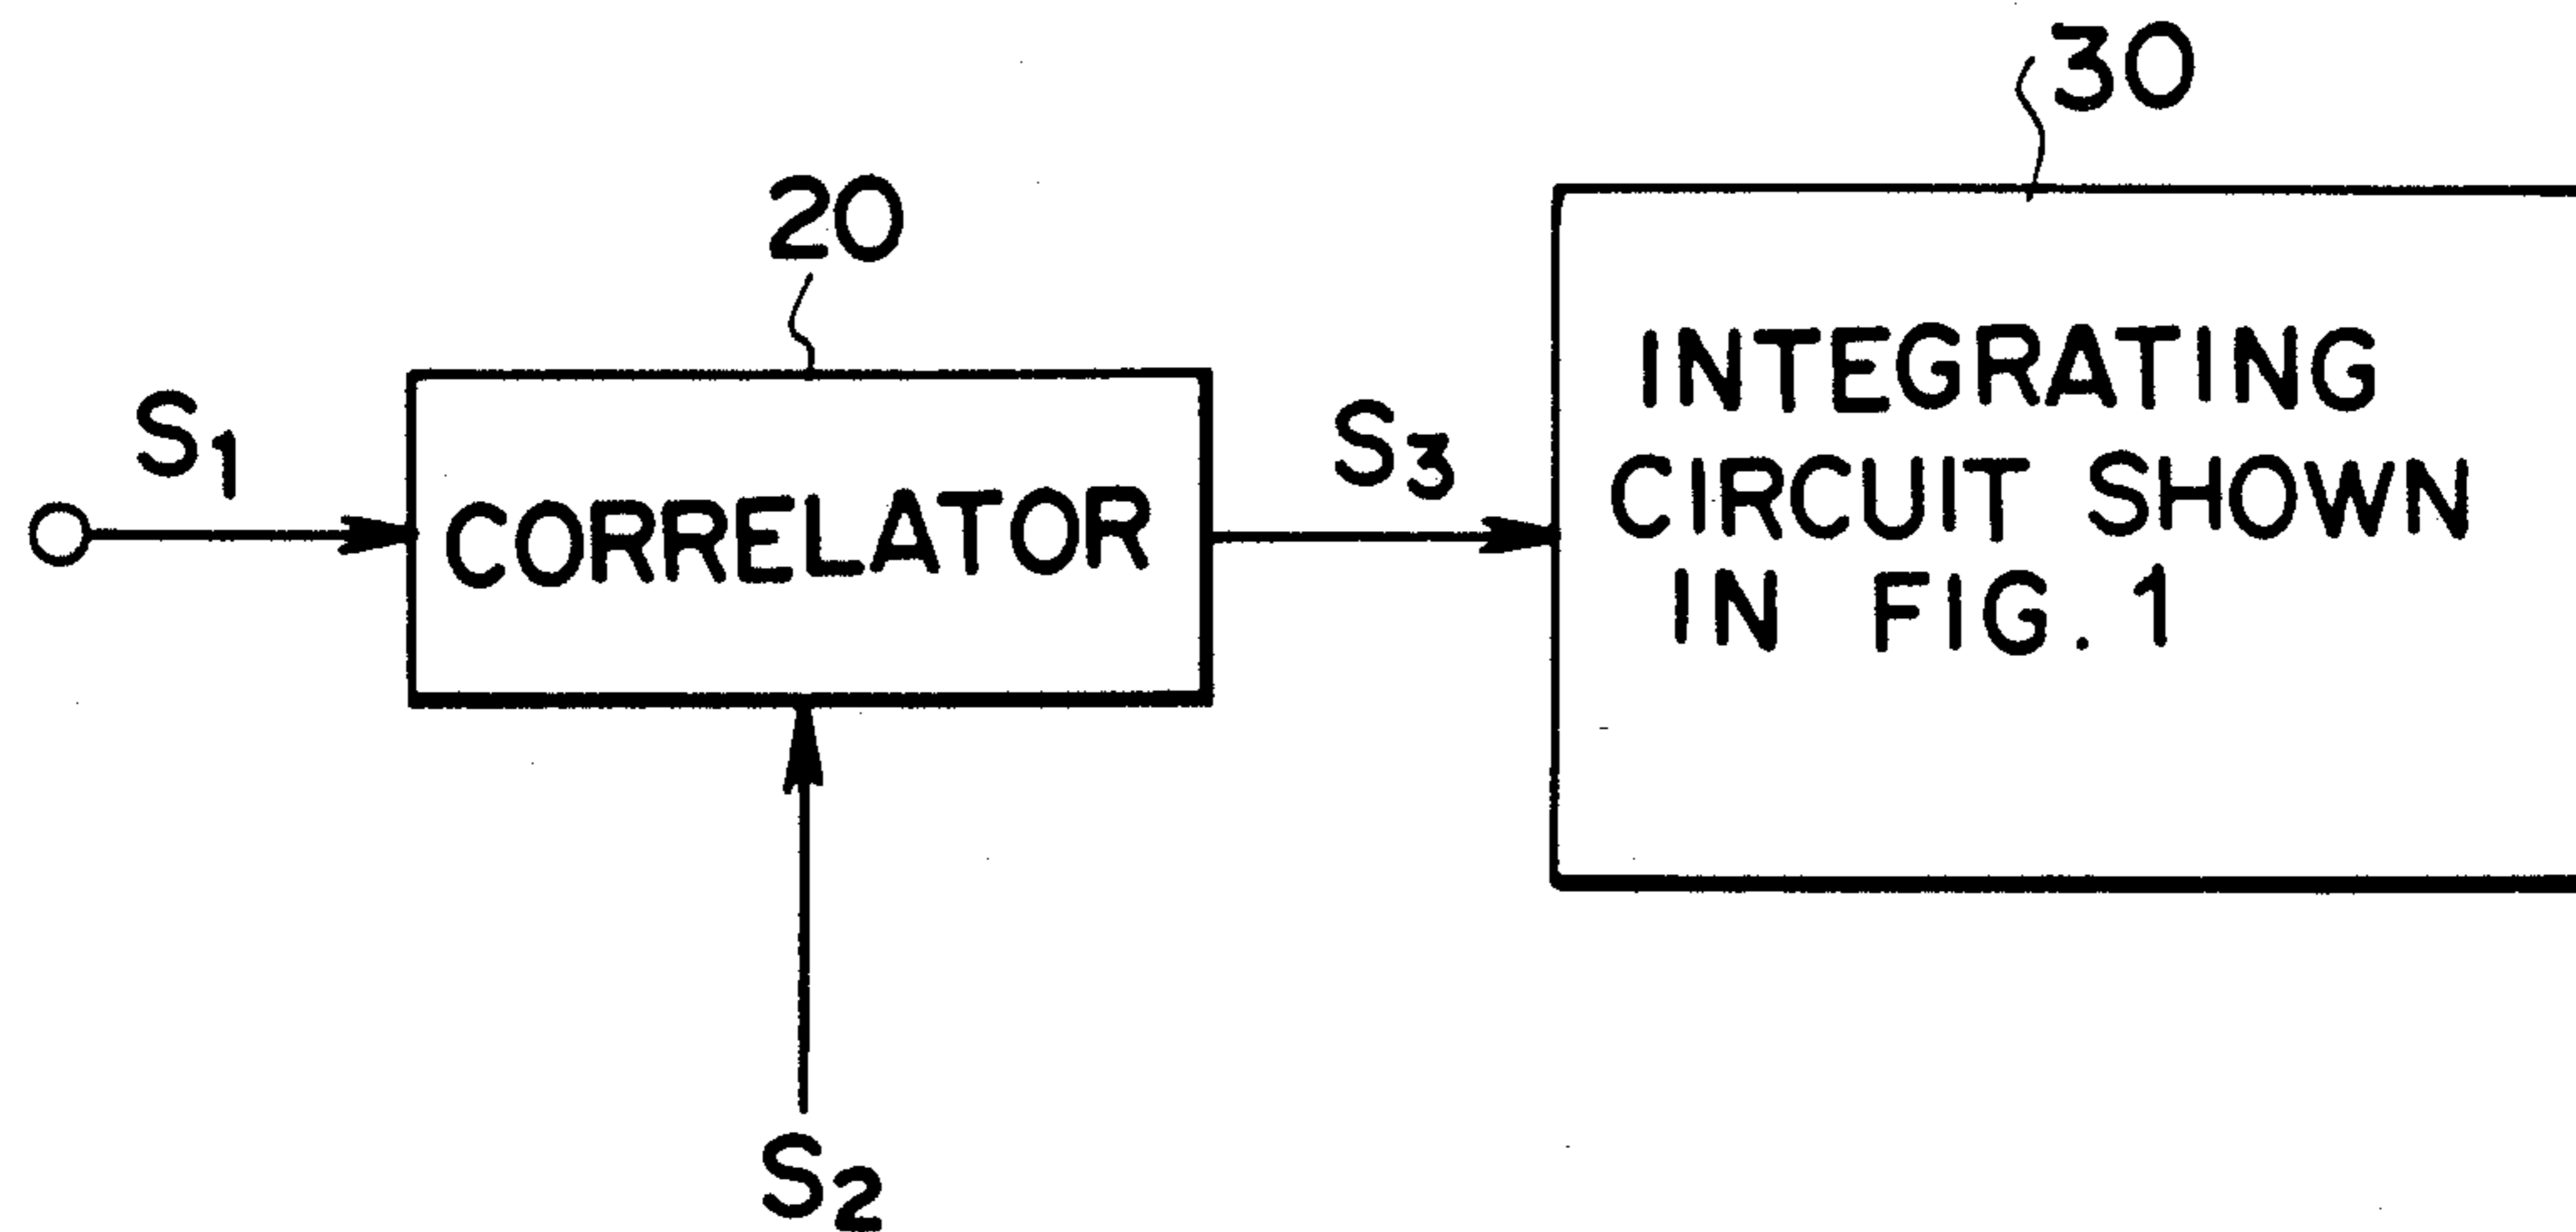 30
20
S1
CORRELATOR
S3
INTEGRATING
CIRCUIT SHOWN
IN FIG. 1
S2